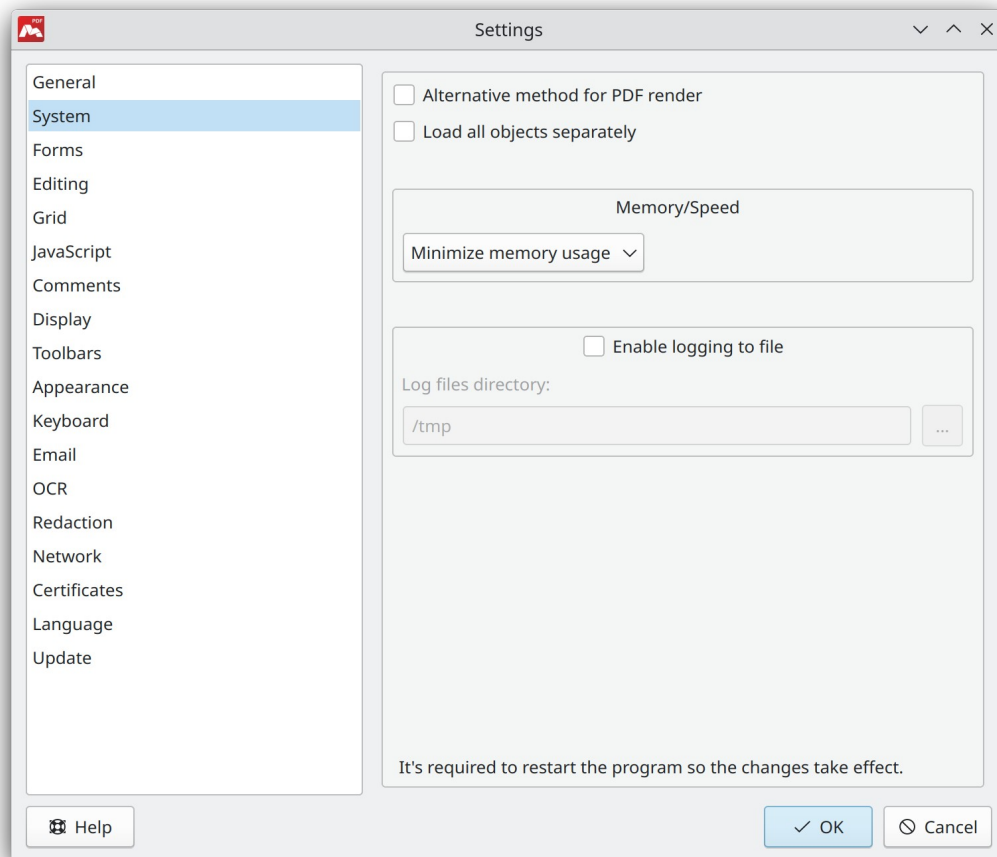 PDF
Settings
General
System
Forms
Editing
Grid
JavaScript
Comments
Display
Toolbars
Appearance
Keyboard
Email
OCR
Redaction
Network
Certificates
Language
Update
Alternative method for PDF render
Load all objects separately
Memory/Speed
Minimize memory usage
Enable logging to file
Log files directory:
/tmp
...
It's required to restart the program so the changes take effect.
Help
OK
Cancel